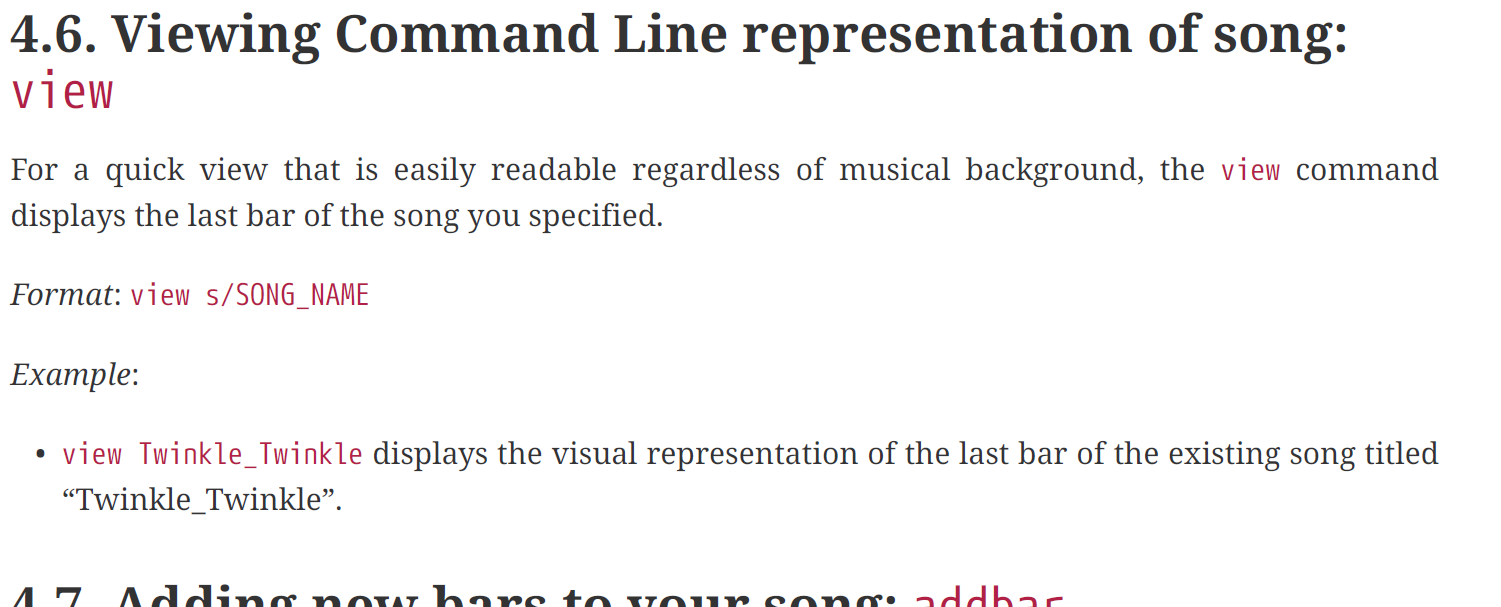 4.6. Viewing Command Line representation of song:
view
For a quick view that is easily readable regardless of musical background, the view command
displays the last bar of the song you specified.
Format: view s/SONG_NAME
Example:
• view Twinkle_Twinkle displays the visual representation of the last bar of the existing song titled
“Twinkle_Twinkle”.
4.7. Adding new bars to your song: addbar